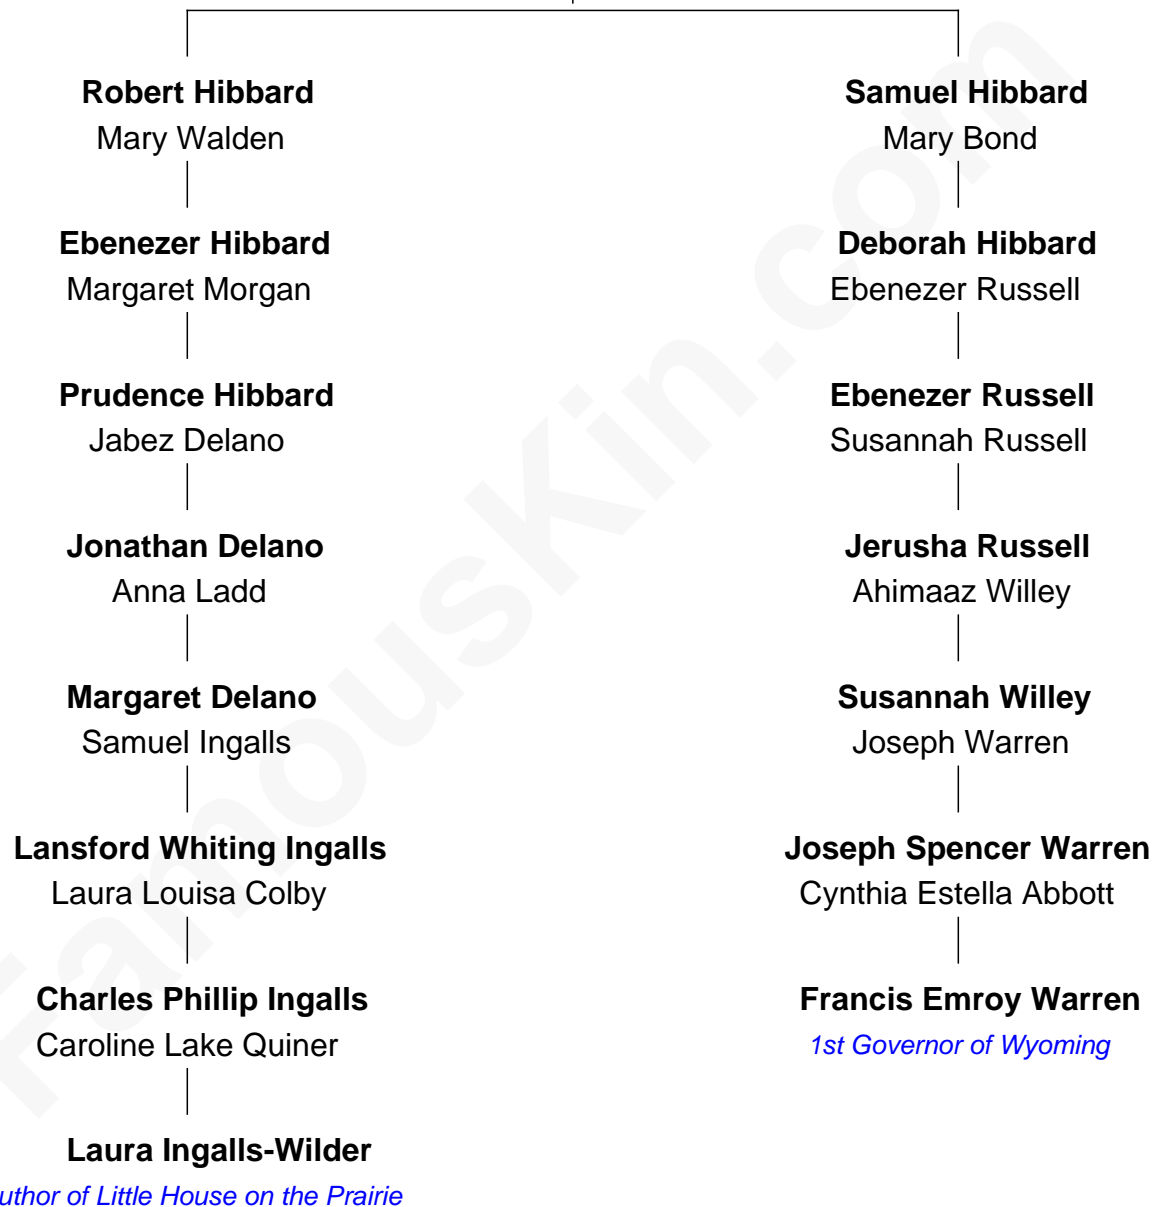 Robert Hibbard
Mary Walden
Ebenezer Hibbard
Margaret Morgan
Prudence Hibbard
Jabez Delano
Jonathan Delano
Anna Ladd
Margaret Delano
Samuel Ingalls
Lansford Whiting Ingalls
Laura Louisa Colby
Charles Phillip Ingalls
Caroline Lake Quiner
Laura Ingalls-Wilder
uthor of Little House on the Prairie
Samuel Hibbard
Mary Bond
Deborah Hibbard
Ebenezer Russell
Ebenezer Russell
Susannah Russell
Jerusha Russell
Ahimaaz Willey
Susannah Willey
Joseph Warren
Joseph Spencer Warren
Cynthia Estella Abbott
Francis Emroy Warren
1st Governor of Wyoming
FamousKin.com